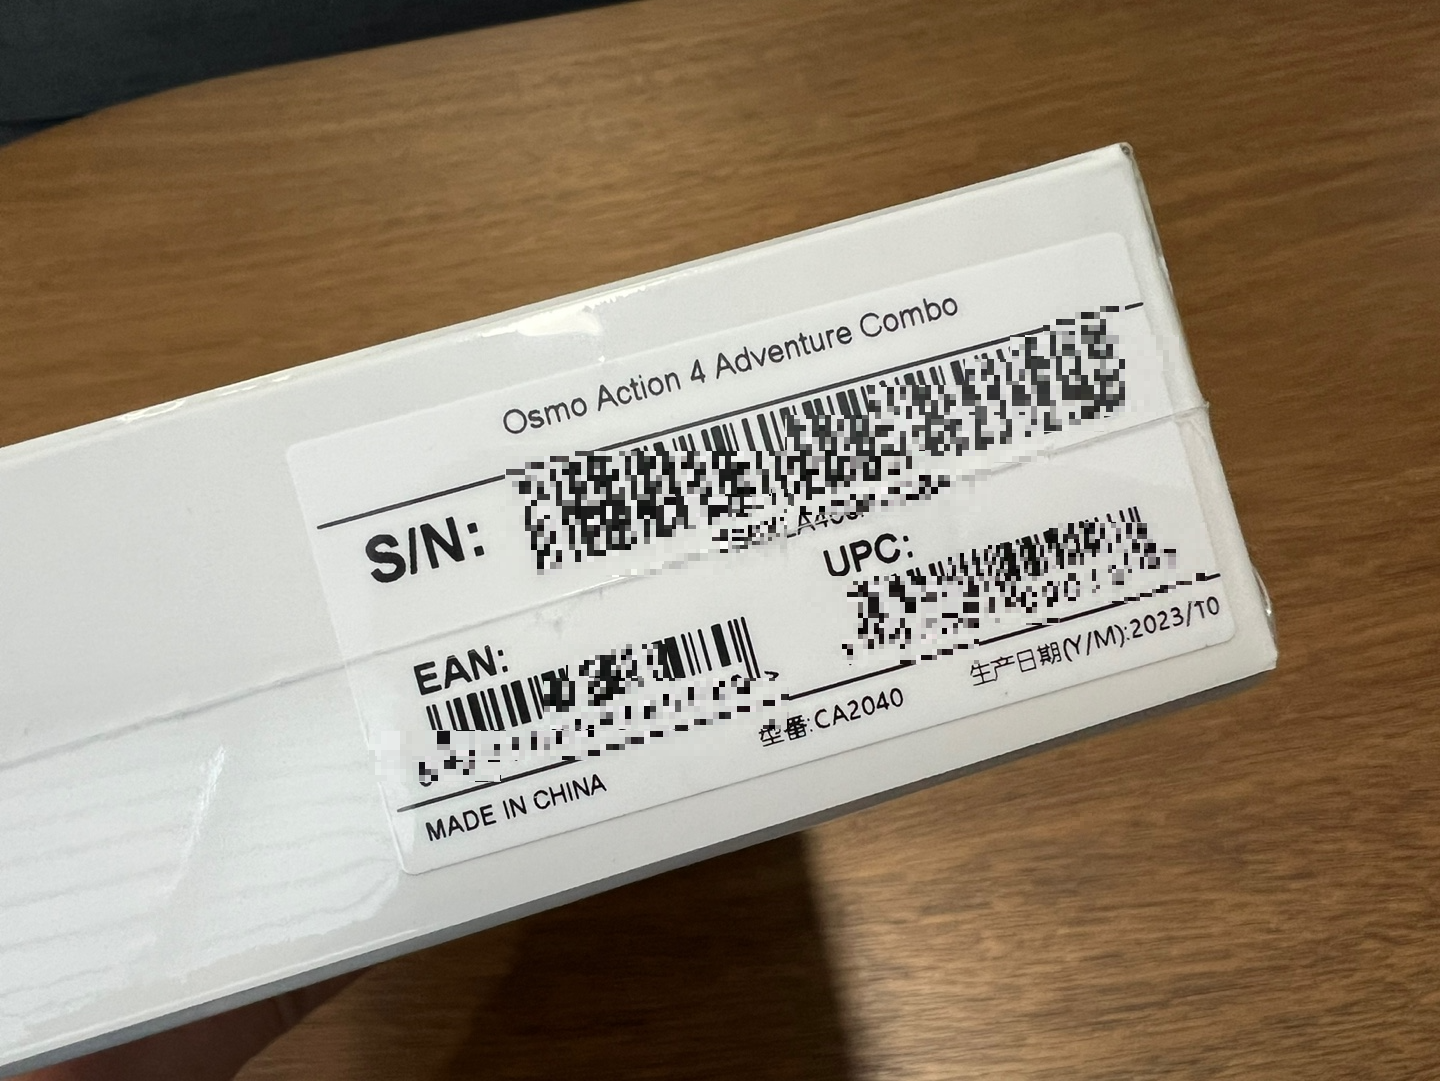 Osmo Action 4 Adventure Combo
S/N:
UPC:
EAN:
型番:CA2040
生产日期(Y/M):2023/10
MADE IN CHINA